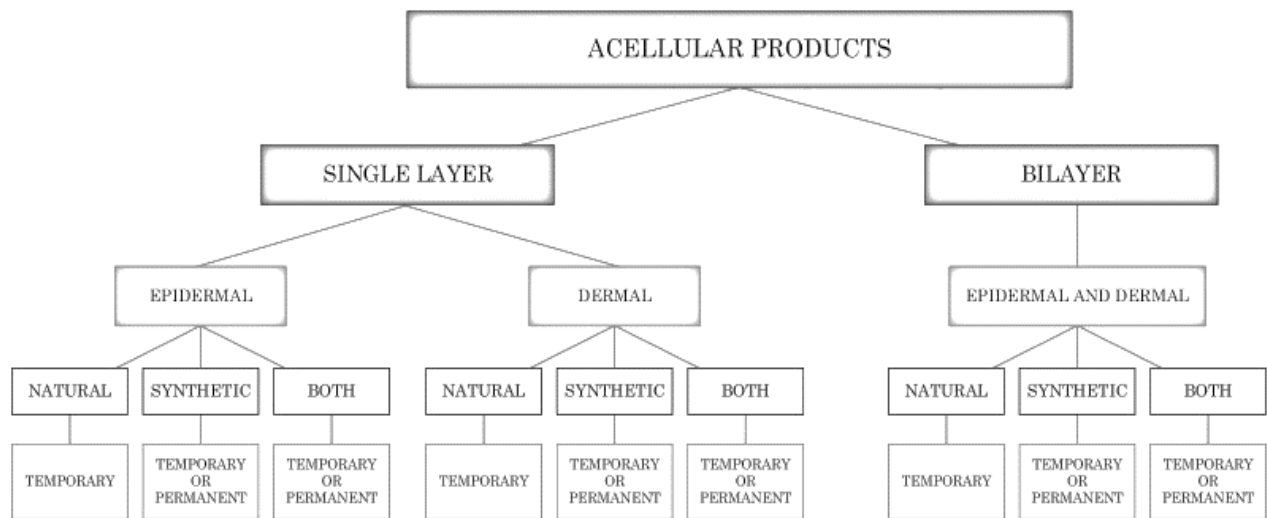 ACELLULAR PRODUCTS
SINGLE LAYER
BILAYER
EPIDERMAL
DERMAL
EPIDERMAL AND DERMAL
NATURAL
SYNTHETIC
BOTH
NATURAL
SYNTHETIC
BOTH
NATURAL
SYNTHETIC
BOTH
TEMPORARY
TEMPORARY
OR
PERMANENT
TEMPORARY
OR
PERMANENT
TEMPORARY
TEMPORARY
OR
PERMANENT
TEMPORARY
OR
PERMANENT
TEMPORARY
TEMPORARY
OR
PERMANENT
TEMPORARY
OR
PERMANENT